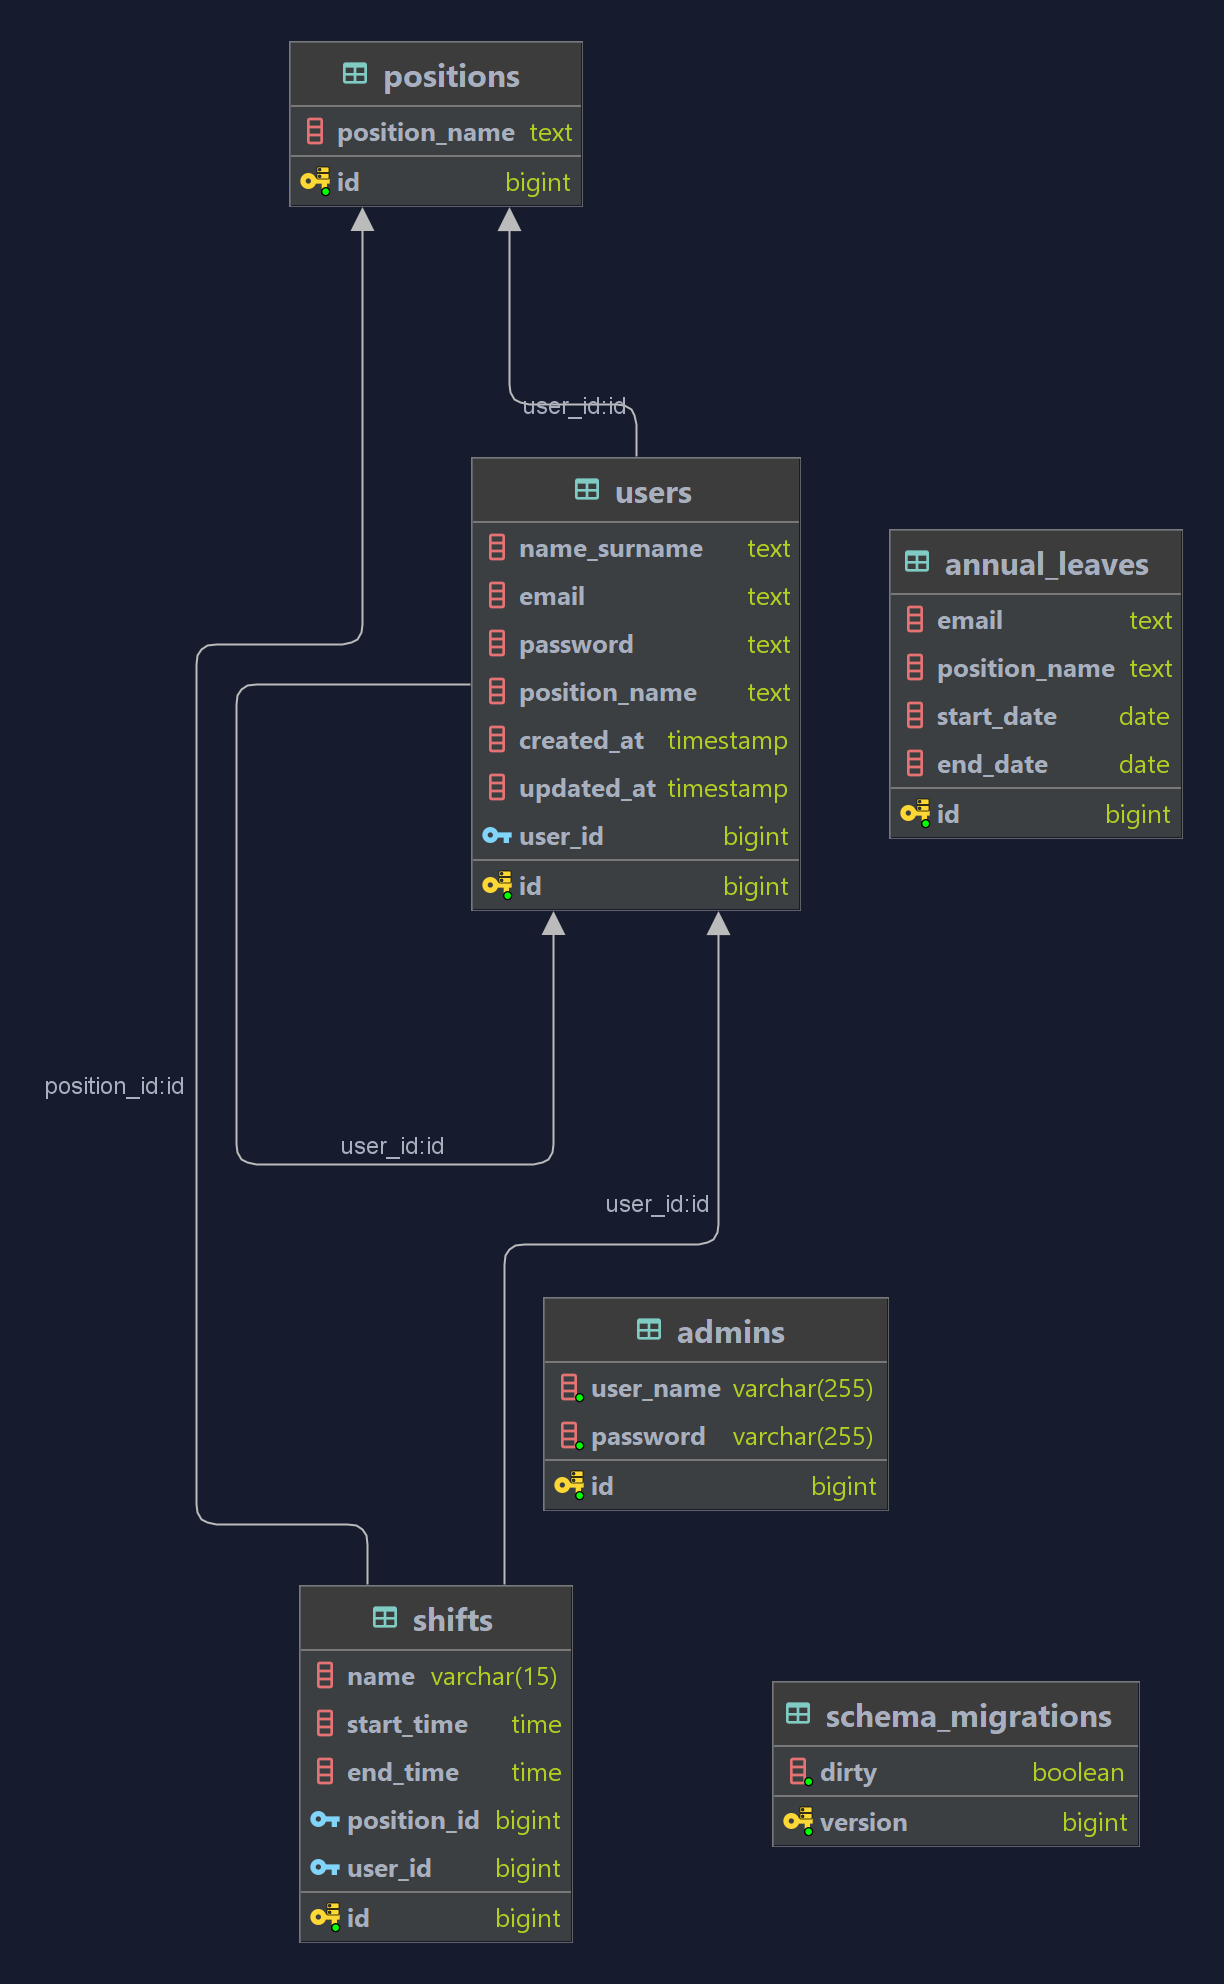 positions
position_name text
id bigint
user_id:id
users
name_surname text
email text
password text
position_name text
created_at timestamp
updated_at timestamp
user_id bigint
id bigint
annual_leaves
email text
position_name text
start_date date
end_date date
id bigint
position_id:id
user_id:id
user_id:id
admins
user_name varchar(255)
password varchar(255)
id bigint
shifts
name varchar(15)
start_time time
end_time time
position_id bigint
user_id bigint
id bigint
schema_migrations
dirty boolean
version bigint